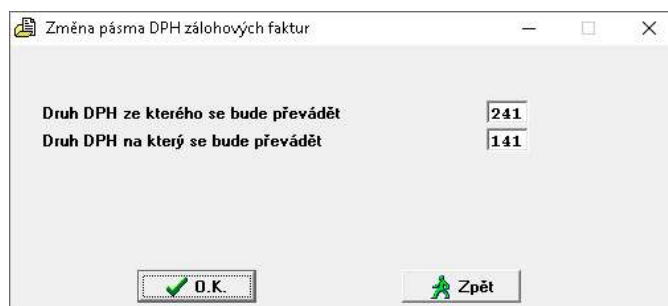 Změna pásma DPH zálohových faktur
Druh DPH ze kterého se bude převádět 241
Druh DPH na který se bude převádět 141
O.K. Zpět